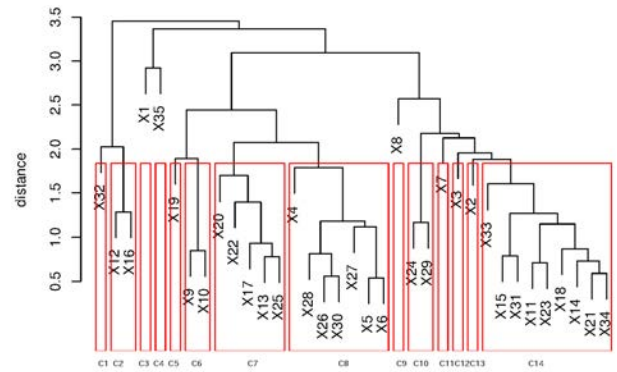 3.5
3.0
2.5
2.0
1.5
1.0
0.5
distance
X1
X35
X8
X32
X19
X7
X3
X2
X20
X4
X33
X12
X16
X22
X9
X10
X24
X29
X27
X17
X13
X25
X28
X26
X30
X5
X6
X15
X31
X11
X23
X18
X14
X21
X34
C1 C2 C3 C4 C5 C6 C7 C8 C9 C10 C11 C12 C13 C14